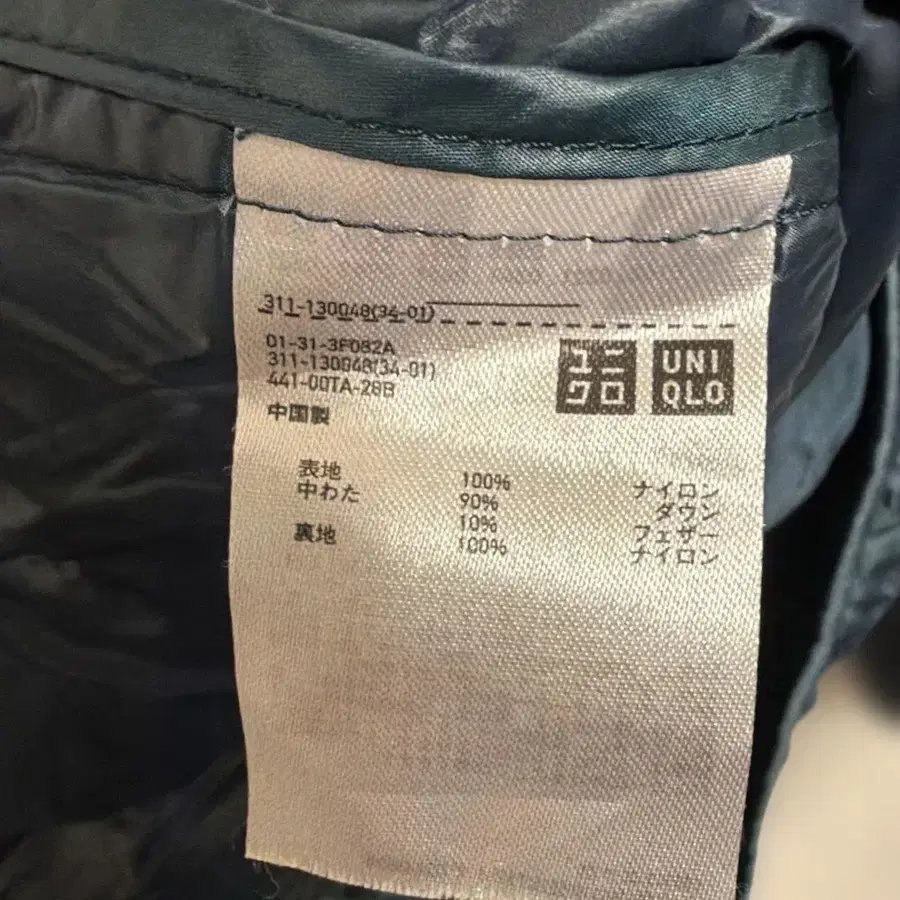 311-130048(34-01)
01-31-3F082A
311-130048(34-01)
441-00TA-28B
中国製
ユニ
クロ
UNI
QLO
表地 100% ナイロン
中わた 90% ダウン
10% フェザー
裏地 100% ナイロン